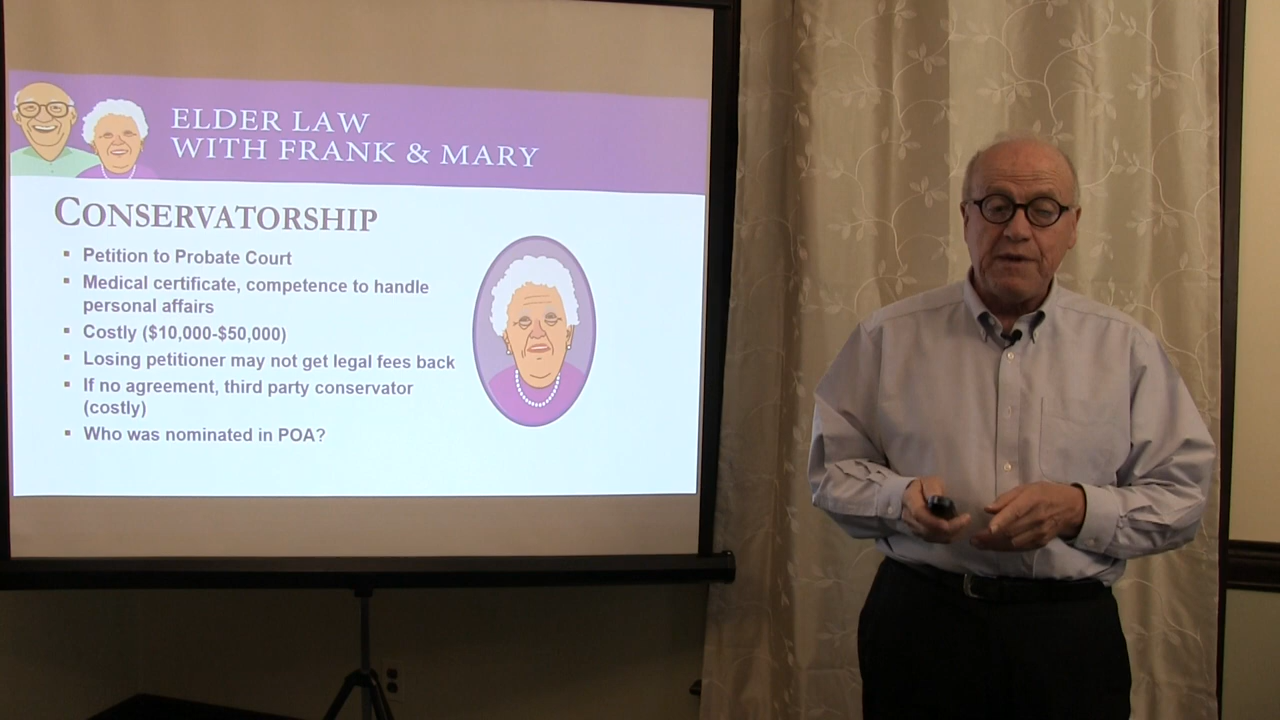 ELDER LAW
WITH FRANK & MARY
CONSERVATORSHIP
Petition to Probate Court
Medical certificate, competence to handle
personal affairs
Costly ($10,000-$50,000)
Losing petitioner may not get legal fees back
If no agreement, third party conservator
(costly)
Who was nominated in POA?